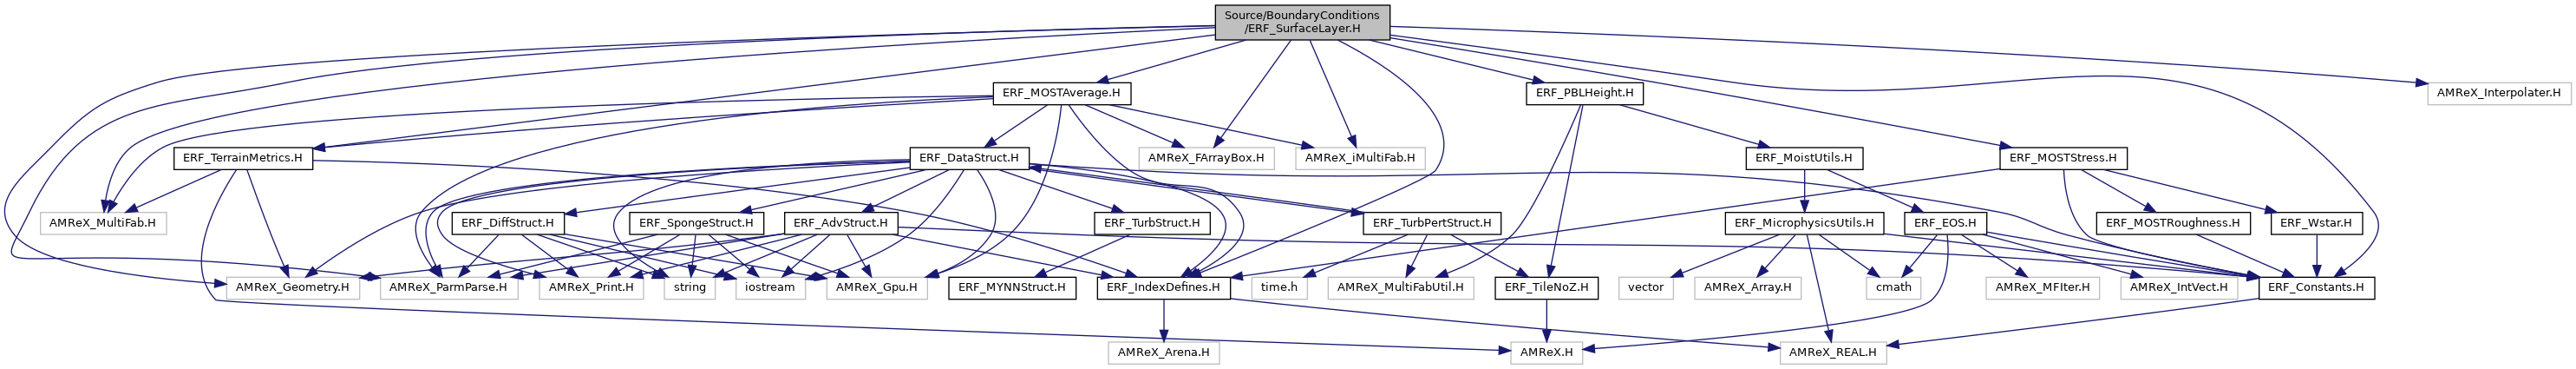 Source/BoundaryConditions
/ERF_SurfaceLayer.H
ERF_MOSTAverage.H
ERF_PBLHeight.H
AMReX_Interpolater.H
ERF_TerrainMetrics.H
ERF_DataStruct.H
AMReX_FArrayBox.H
AMReX_iMultiFab.H
ERF_MoistUtils.H
ERF_MOSTStress.H
AMReX_MultiFab.H
ERF_DiffStruct.H
ERF_SpongeStruct.H
ERF_AdvStruct.H
ERF_TurbStruct.H
ERF_TurbPertStruct.H
ERF_MicrophysicsUtils.H
ERF_EOS.H
ERF_MOSTRoughness.H
ERF_Wstar.H
AMReX_Geometry.H
AMReX_ParmParse.H
AMReX_Print.H
string
iostream
AMReX_Gpu.H
ERF_MYNNStruct.H
ERF_IndexDefines.H
time.h
AMReX_MultiFabUtil.H
ERF_TileNoZ.H
vector
AMReX_Array.H
cmath
AMReX_MFIter.H
AMReX_IntVect.H
ERF_Constants.H
AMReX_Arena.H
AMReX.H
AMReX_REAL.H